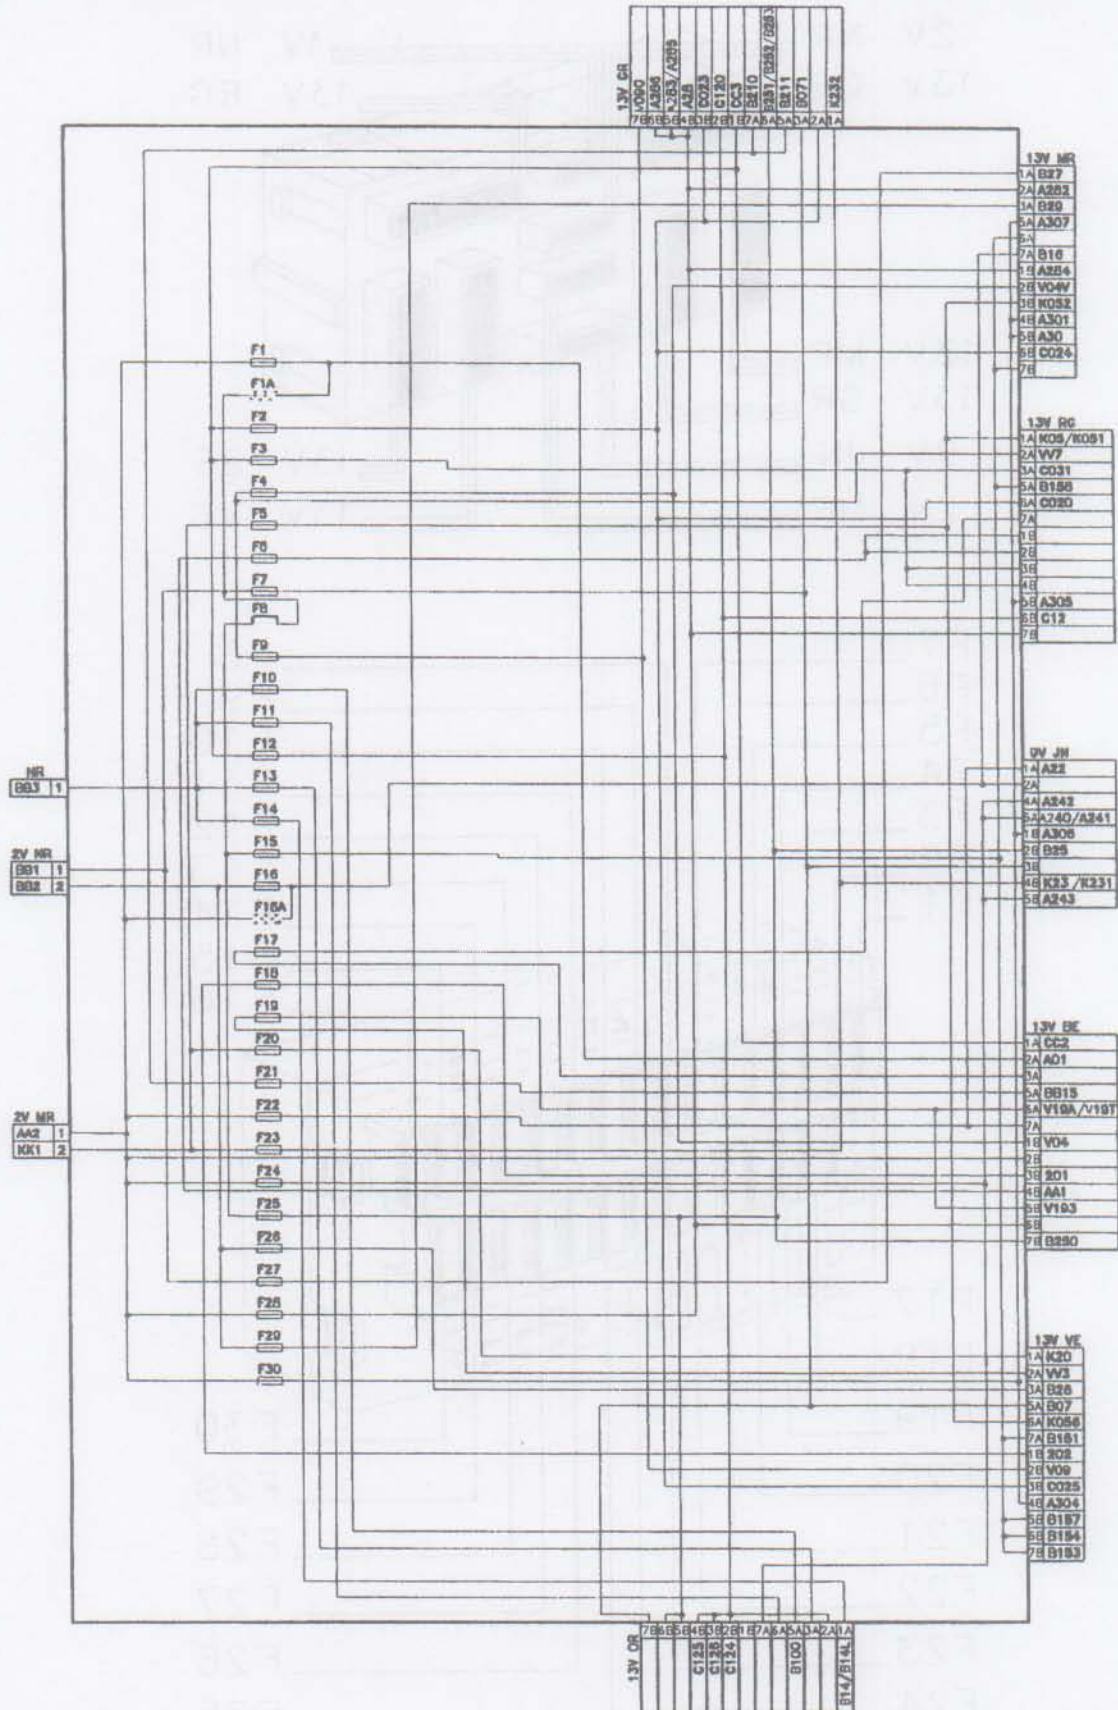 13V GR
7B V090
6B A286
5B A283/A285
4B A28
3B C023
2B C120
1B CC3
7A B210
6A B251/B252/B253
5A B211
3A B071
2A
1A K232
13V MR
1A B27
2A A282
3A B29
5A A307
6A
7A B16
1B A284
2B V04V
3B K052
4B A301
5B A30
6B C024
7B
13V RG
1A K05/K051
2A VV7
3A C031
5A B156
6A C020
7A
1B
2B
3B
4B
5B A305
6B C12
7B
9V JN
1A A22
2A
4A A242
5A A240/A241
1B A306
2B B25
3B
4B K23/K231
5B A243
13V BE
1A CC2
2A A01
3A
5A BB15
6A V19A/V19T
7A
1B V04
2B
3B 201
4B AA1
5B V193
6B
7B B250
13V VE
1A K20
2A VV3
3A B26
5A B07
6A K056
7A B151
1B 202
2B V09
3B C025
4B A304
5B B157
6B B154
7B B153
F1
F1A
F2
F3
F4
F5
F6
F7
F8
F9
F10
F11
F12
F13
F14
F15
F16
F16A
F17
F18
F19
F20
F21
F22
F23
F24
F25
F26
F27
F28
F29
F30
NR
BB3 1
2V NR
BB1 1
BB2 2
2V MR
AA2 1
KK1 2
13V OR
7B
6B
5B
4B C125
3B C126
2B C124
1B
7A
6A
5A B100
3A
2A
1A B14/B14L